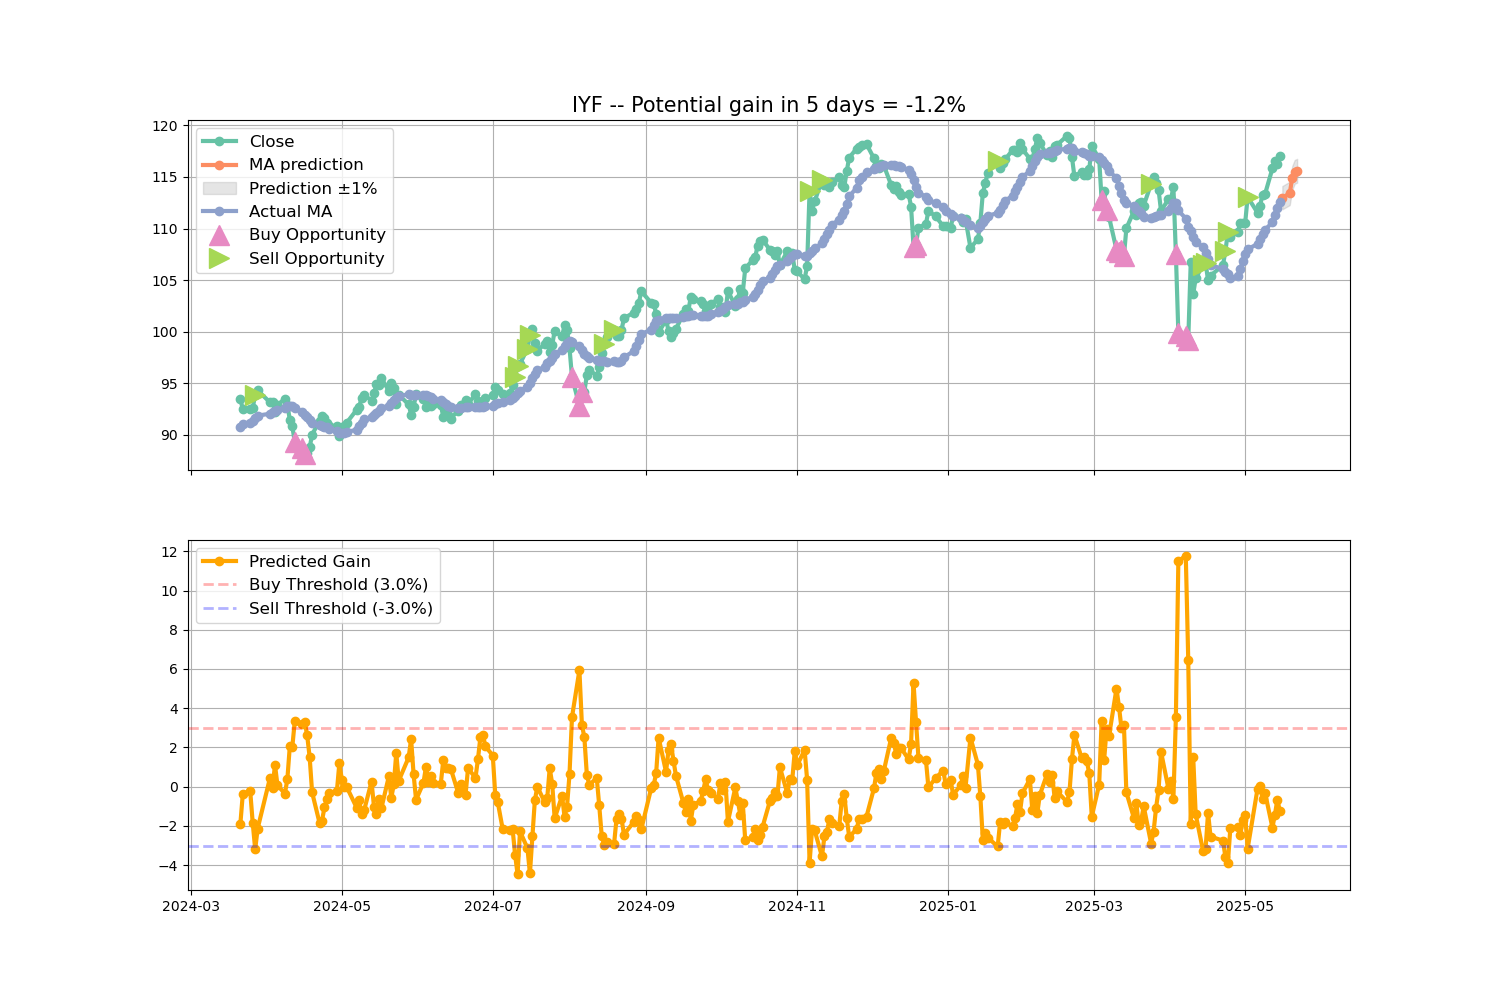 IYF -- Potential gain in 5 days = -1.2%
120
115
110
105
100
95
90
Close
MA prediction
Prediction ±1%
Actual MA
Buy Opportunity
Sell Opportunity
12
10
8
6
4
2
0
−2
−4
Predicted Gain
Buy Threshold (3.0%)
Sell Threshold (-3.0%)
2024-03 2024-05 2024-07 2024-09 2024-11 2025-01 2025-03 2025-05